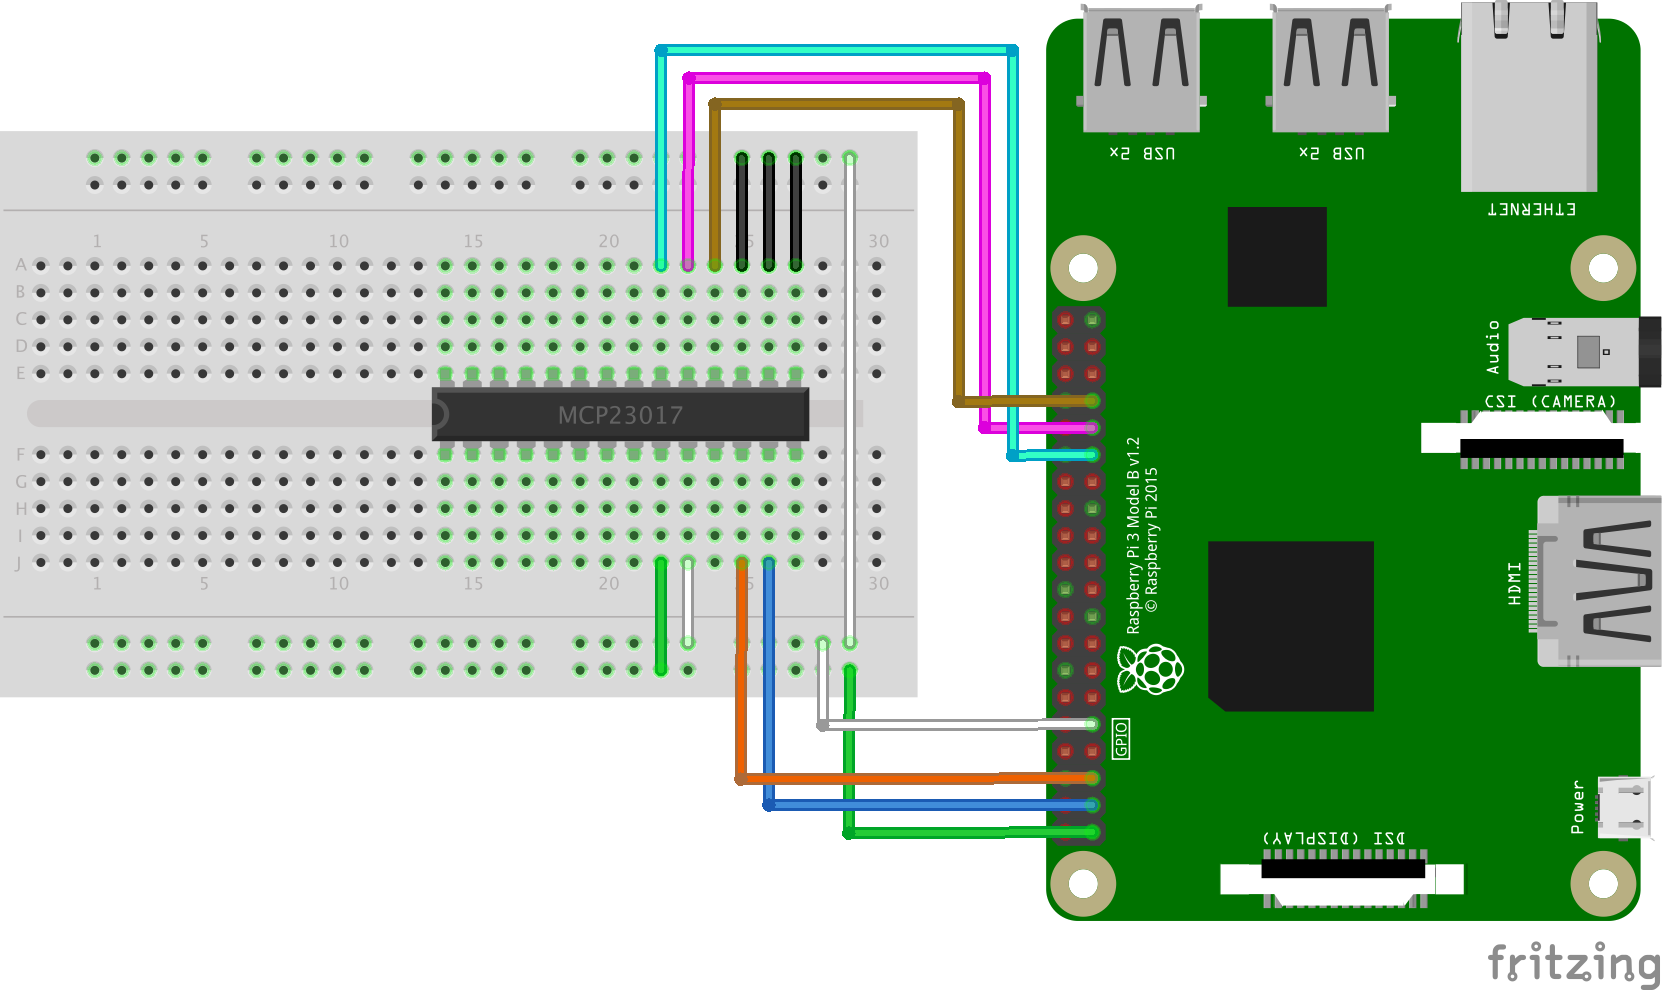 USB 2x
USB 2x
ETHERNET
F
1 5 10 15 20 25 30
A
B
C
D
E
MCP23017
F
G
H
I
J
1 5 10 15 20 25 30
Audio
CSI (CAMERA)
Raspberry Pi 3 Model B v1.2
© Raspberry Pi 2015
HDMI
GPIO
Power
DSI (DISPLAY)
fritzing